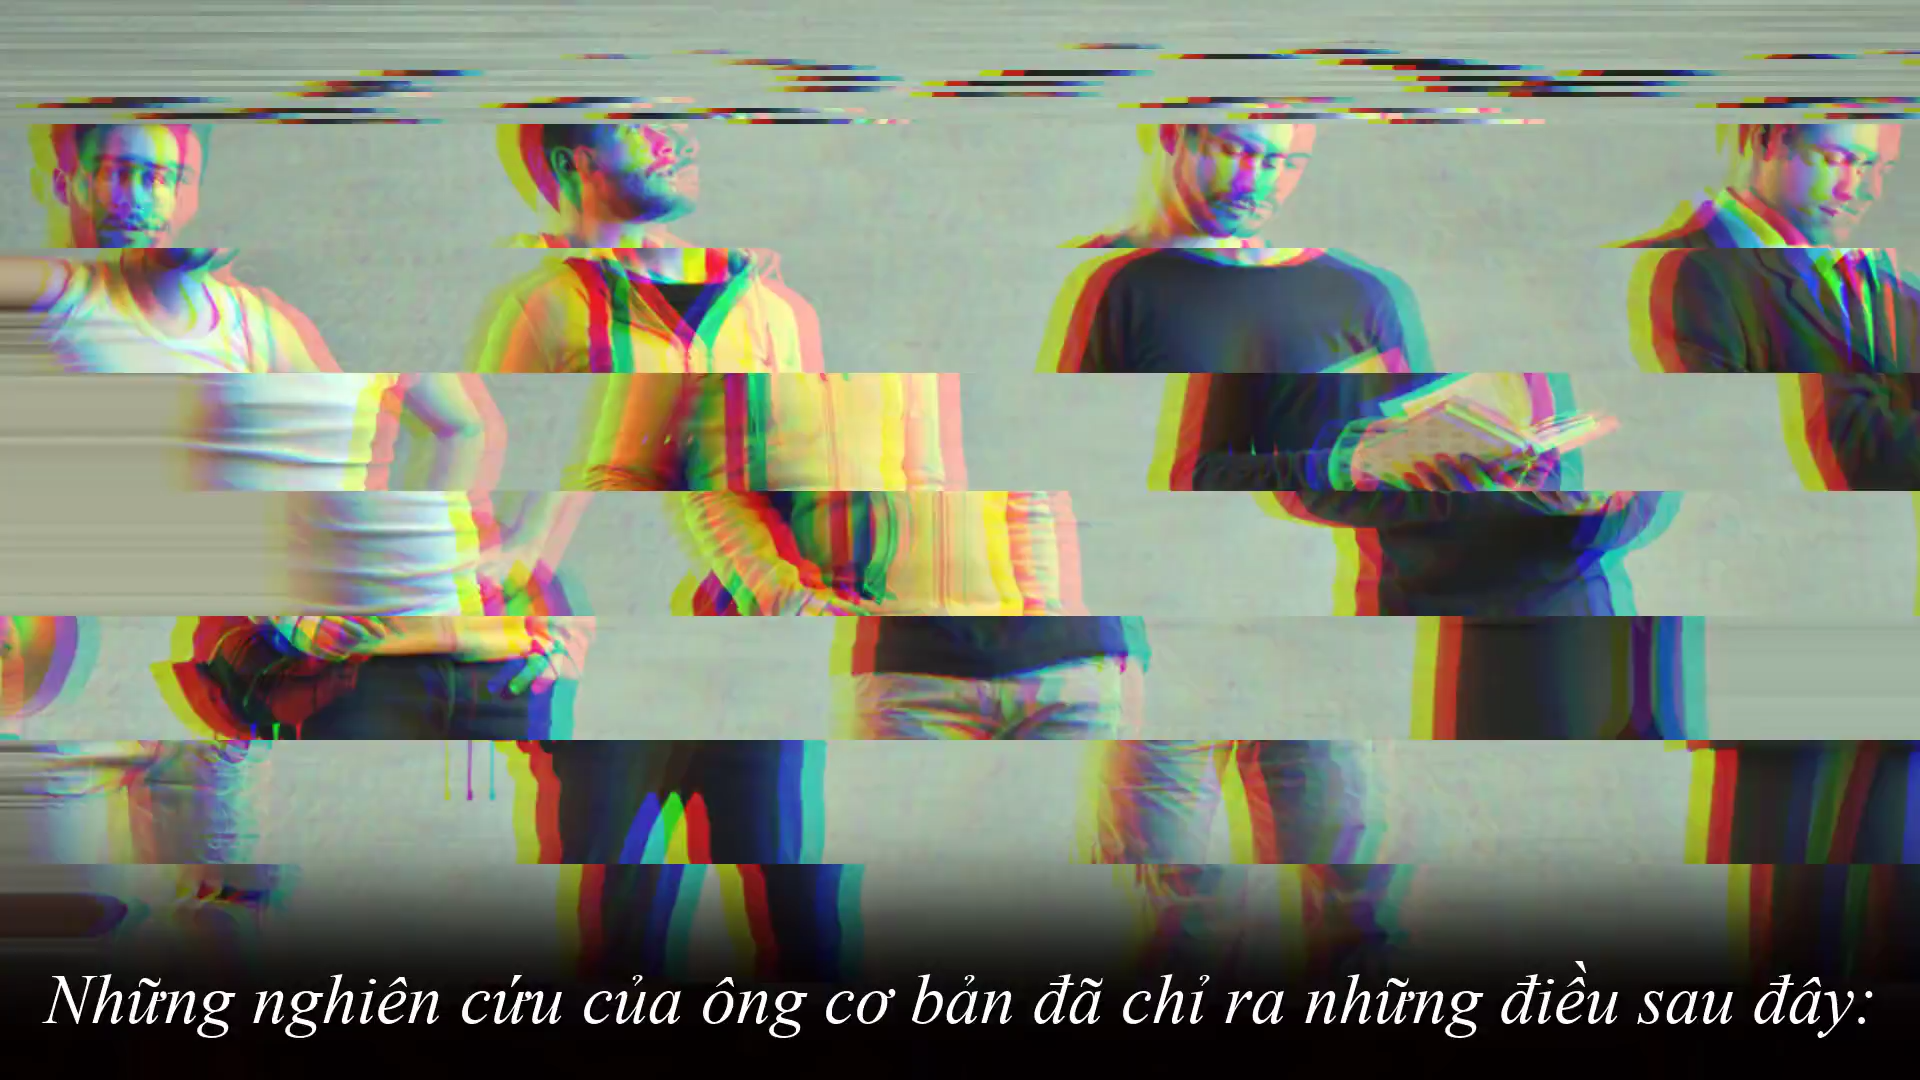 Những nghiên cứu của ông cơ bản đã chỉ ra những điều sau đây: